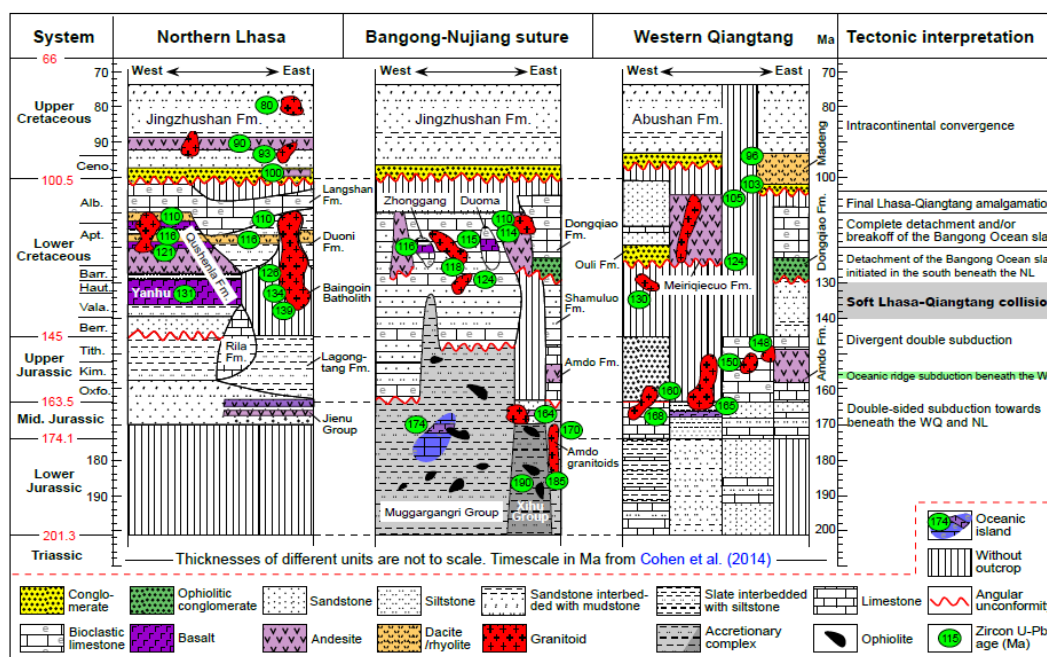 System
Northern Lhasa
Bangong-Nujiang suture
Western Qiangtang
Ma
Tectonic interpretation
66
West
East
West
East
West
East
70
80
90
100
110
120
130
140
150
160
170
180
190
200
Upper
Cretaceous
Ceno.
100.5
Alb.
Apt.
Lower
Cretaceous
Barr.
Haut.
Vala.
Berr.
145
Tith.
Upper
Jurassic
Kim.
Oxfo.
163.5
Mid. Jurassic
174.1
Lower
Jurassic
201.3
Triassic
80
Jingzhushan Fm.
90
93
100
Langshan
Fm.
110
110
116
116
121
Qushenla Fm.
Duoni
Fm.
126
Yanhu
131
134
139
Baingoin
Batholith
Rila
Fm.
Lagong-
tang Fm.
Jienu
Group
Jingzhushan Fm.
Zhonggang
Duoma
110
114
115
116
118
124
Dongqiao
Fm.
Shamuluo
Fm.
Amdo Fm.
164
174
170
Amdo
granitoids
190
185
Muggargangri Group
Xihu
Group
Abushan Fm.
96
103
105
Madeng
Dongqiao Fm.
Ouli Fm.
124
130
Meiriqiecuo Fm.
148
150
Amdo Fm.
160
165
168
Intracontinental convergence
Final Lhasa-Qiangtang amalgamatio
Complete detachment and/or
breakoff of the Bangong Ocean sla
Detachment of the Bangong Ocean sla
initiated in the south beneath the NL
Soft Lhasa-Qiangtang collisio
Divergent double subduction
Oceanic ridge subduction beneath the W
Double-sided subduction towards
beneath the WQ and NL
Thicknesses of different units are not to scale. Timescale in Ma from Cohen et al. (2014)
174
Oceanic
island
Without
outcrop
Conglo-
merate
Ophiolitic
conglomerate
Sandstone
Siltstone
Sandstone interbed-
ded with mudstone
Slate interbedded
with siltstone
Limestone
Angular
unconformit
Bioclastic
limestone
Basalt
Andesite
Dacite
/rhyolite
Granitoid
Accretionary
complex
Ophiolite
115
Zircon U-Pb
age (Ma)